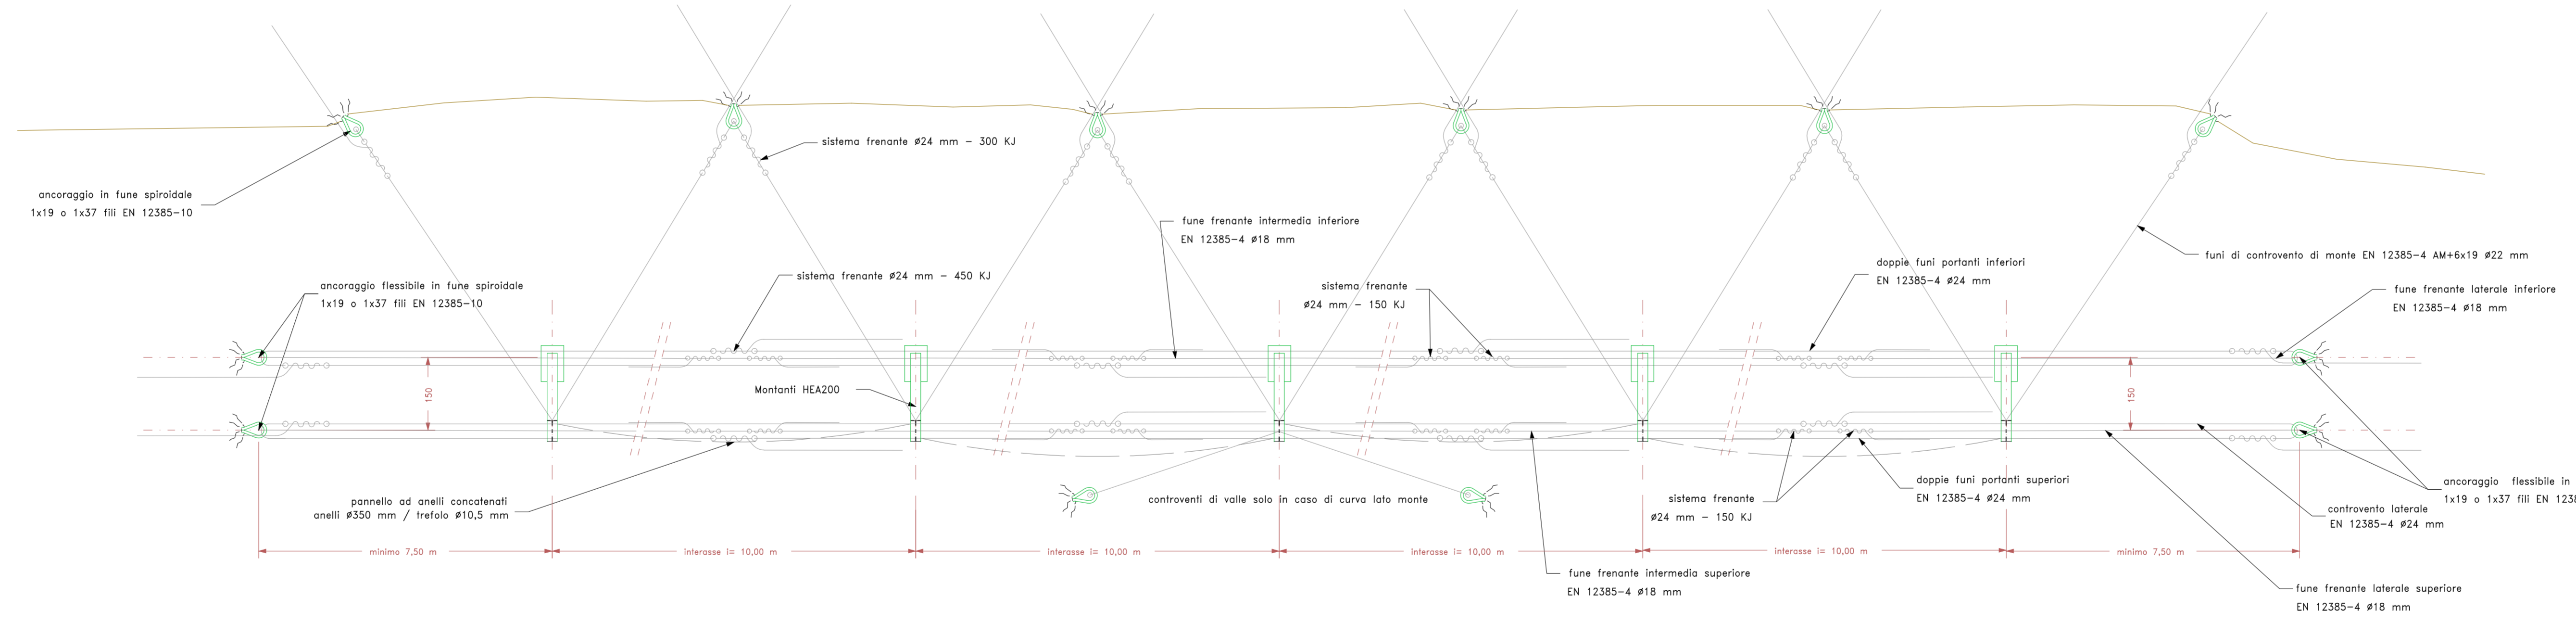 sistema frenante ø24 mm - 300 KJ
ancoraggio in fune spiroidale
1x19 o 1x37 fili EN 12385-10
fune frenante intermedia inferiore
EN 12385-4 ø18 mm
funi di controvento di monte EN 12385-4 AM+6x19 ø22 mm
doppie funi portanti inferiori
EN 12385-4 ø24 mm
sistema frenante ø24 mm - 450 KJ
ancoraggio flessibile in fune spiroidale
1x19 o 1x37 fili EN 12385-10
sistema frenante
ø24 mm - 150 KJ
fune frenante laterale inferiore
EN 12385-4 ø18 mm
150
Montanti HEA200
150
pannello ad anelli concatenati
anelli ø350 mm / trefolo ø10,5 mm
controventi di valle solo in caso di curva lato monte
sistema frenante
ø24 mm - 150 KJ
doppie funi portanti superiori
EN 12385-4 ø24 mm
ancoraggio flessibile in
1x19 o 1x37 fili EN 1238
controvento laterale
EN 12385-4 ø24 mm
minimo 7,50 m
interasse i= 10,00 m
interasse i= 10,00 m
interasse i= 10,00 m
interasse i= 10,00 m
minimo 7,50 m
fune frenante intermedia superiore
EN 12385-4 ø18 mm
fune frenante laterale superiore
EN 12385-4 ø18 mm